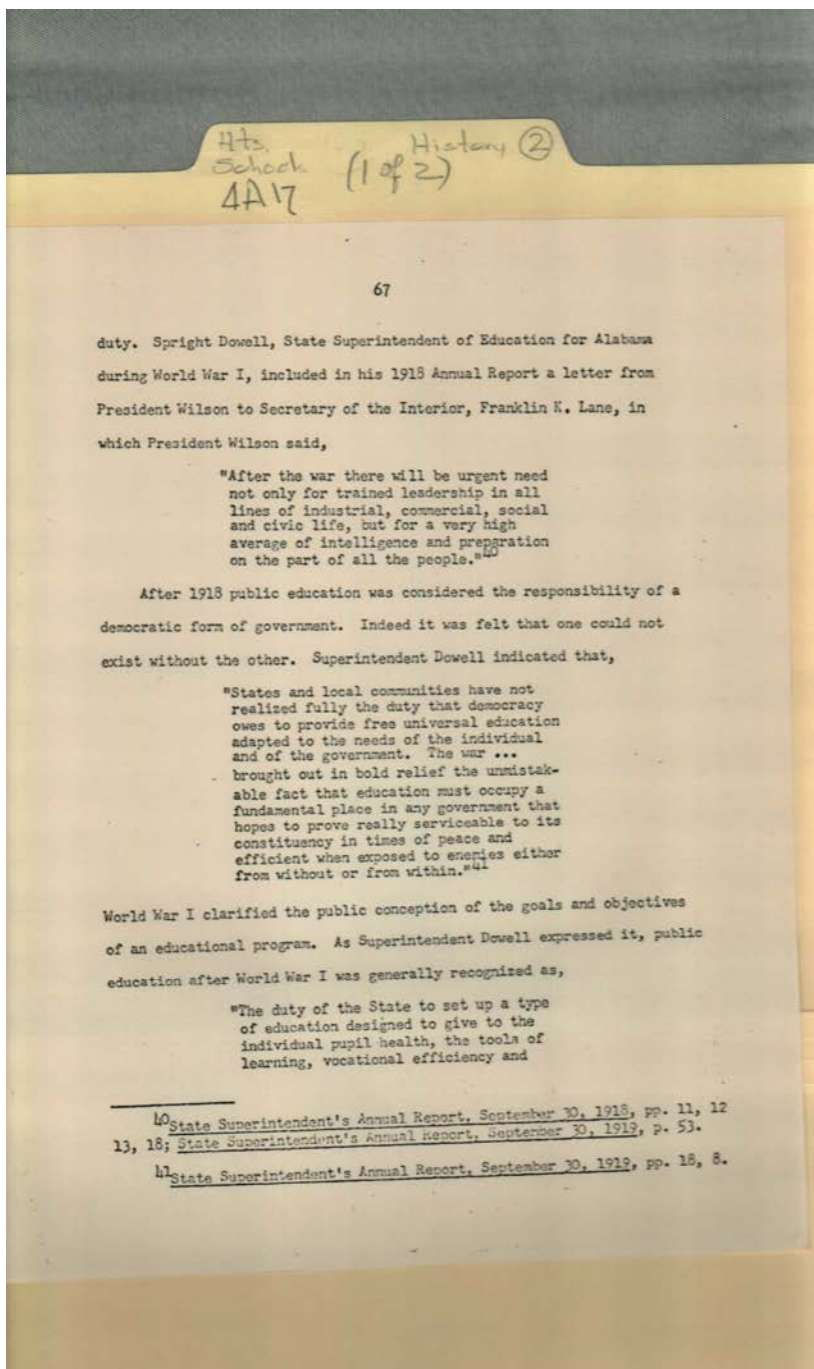 Hts. History ②
School (1 of 2)
4A17
67
duty. Spright Dowell, State Superintendent of Education for Alabama
during World War I, included in his 1918 Annual Report a letter from
President Wilson to Secretary of the Interior, Franklin K. Lane, in
which President Wilson said,
"After the war there will be urgent need
not only for trained leadership in all
lines of industrial, commercial, social
and civic life, but for a very high
average of intelligence and preparation
on the part of all the people."40
After 1918 public education was considered the responsibility of a
democratic form of government. Indeed it was felt that one could not
exist without the other. Superintendent Dowell indicated that,
"States and local communities have not
realized fully the duty that democracy
owes to provide free universal education
adapted to the needs of the individual
and of the government. The war ...
brought out in bold relief the unmistak-
able fact that education must occupy a
fundamental place in any government that
hopes to prove really serviceable to its
constituency in times of peace and
efficient when exposed to enemies either
from without or from within."41
World War I clarified the public conception of the goals and objectives
of an educational program. As Superintendent Dowell expressed it, public
education after World War I was generally recognized as,
"The duty of the State to set up a type
of education designed to give to the
individual pupil health, the tools of
learning, vocational efficiency and
40State Superintendent's Annual Report, September 30, 1918, pp. 11, 12
13, 18; State Superintendent's Annual Report, September 30, 1919, p. 53.
41State Superintendent's Annual Report, September 30, 1919, pp. 18, 8.